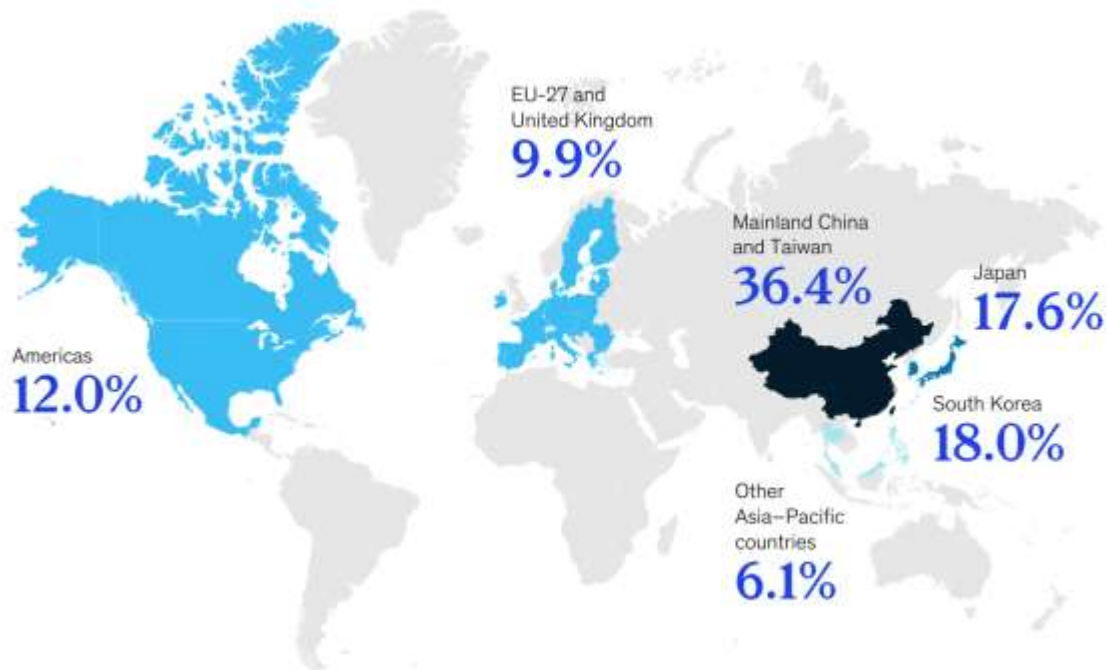 EU-27 and
United Kingdom
9.9%
Mainland China
and Taiwan
36.4%
Japan
17.6%
Americas
12.0%
South Korea
18.0%
Other
Asia–Pacific
countries
6.1%